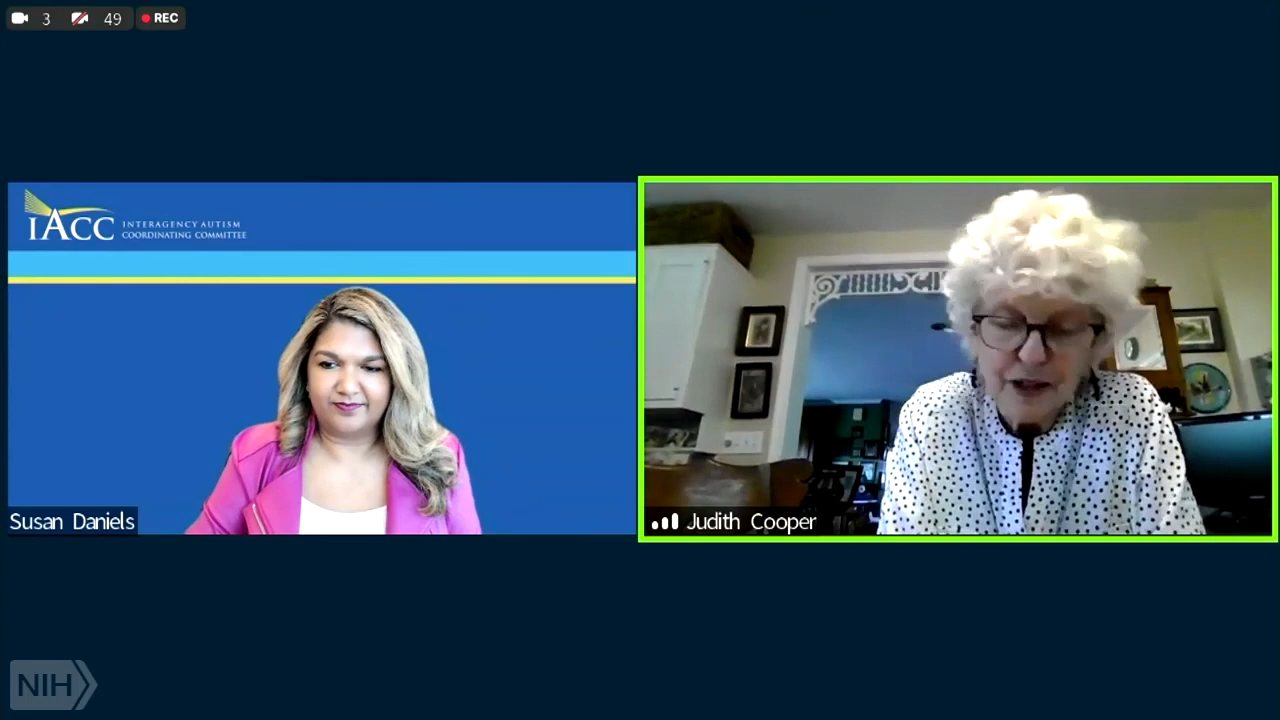 3 49 REC
IACC INTERAGENCY AUTISM
COORDINATING COMMITTEE
Susan Daniels
Judith Cooper
NIH